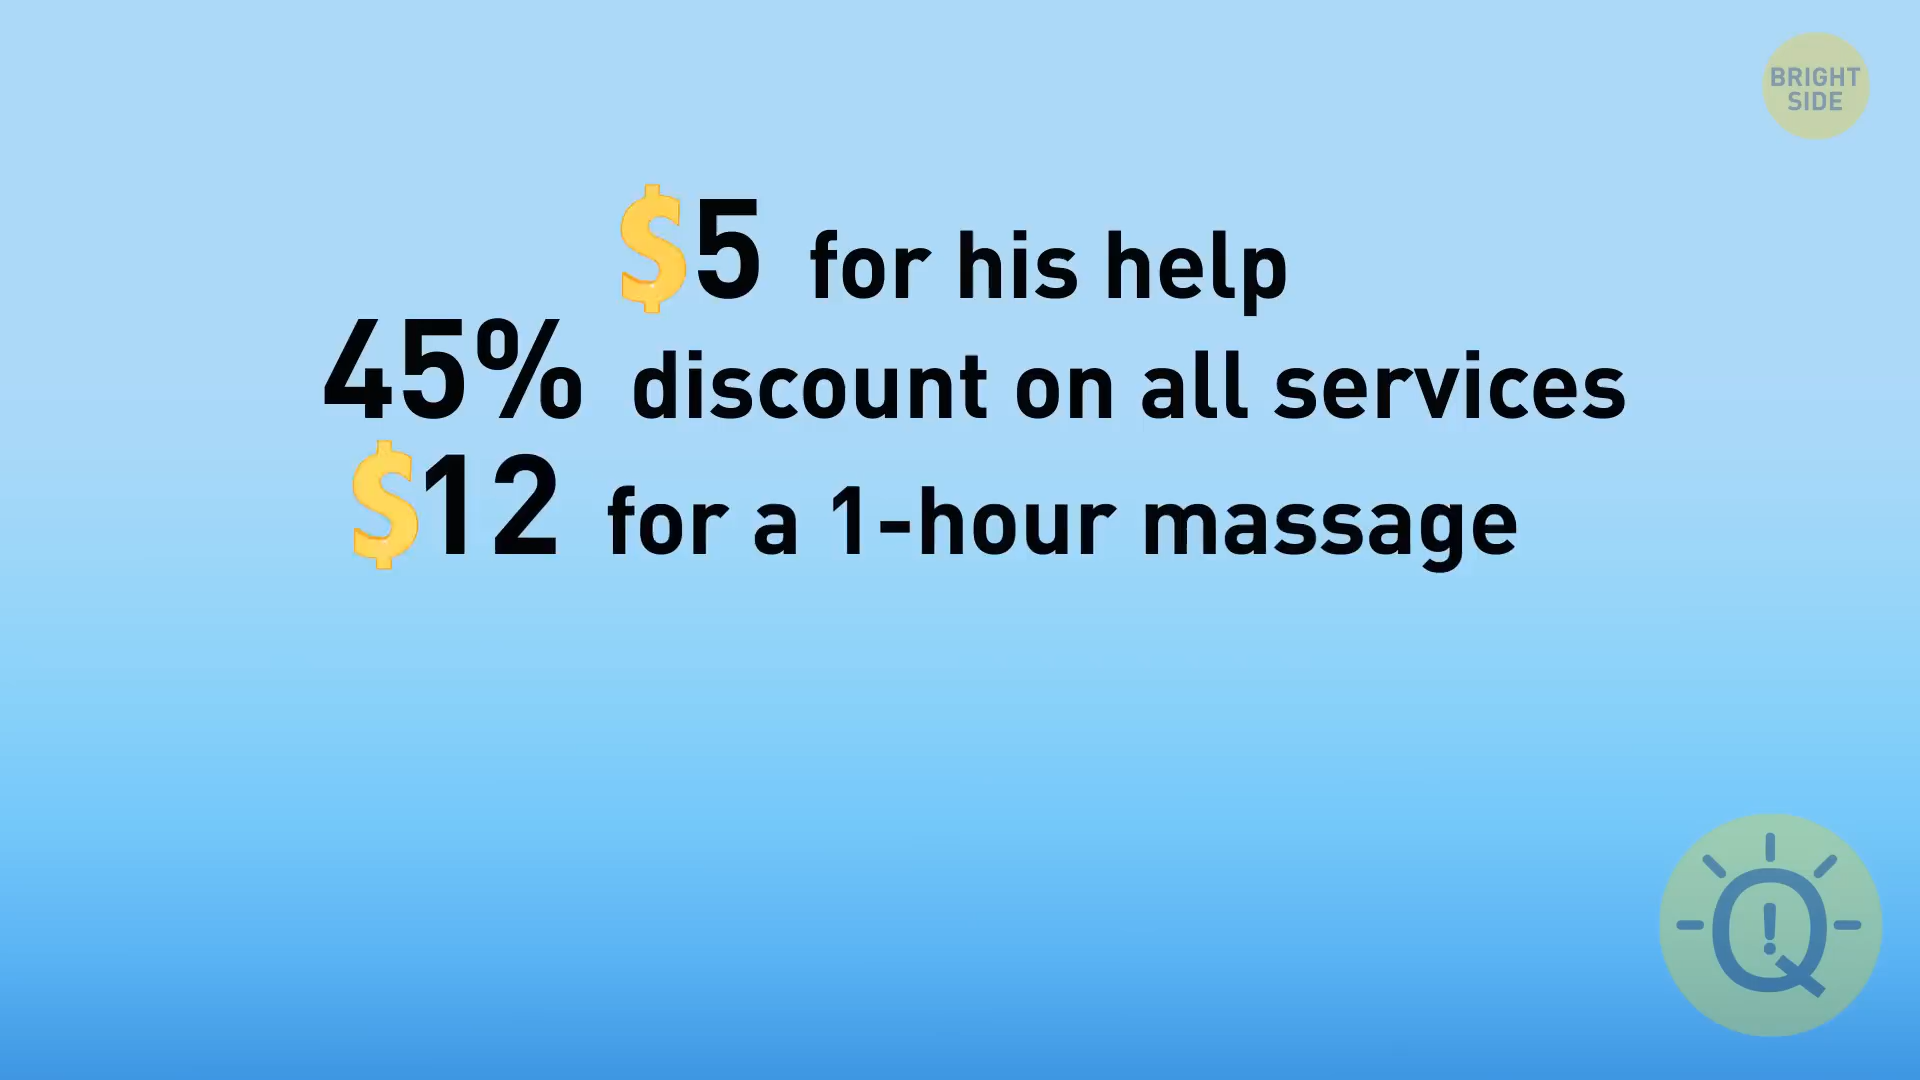 BRIGHT
SIDE
$5 for his help
45% discount on all services
$12 for a 1-hour massage
Q!